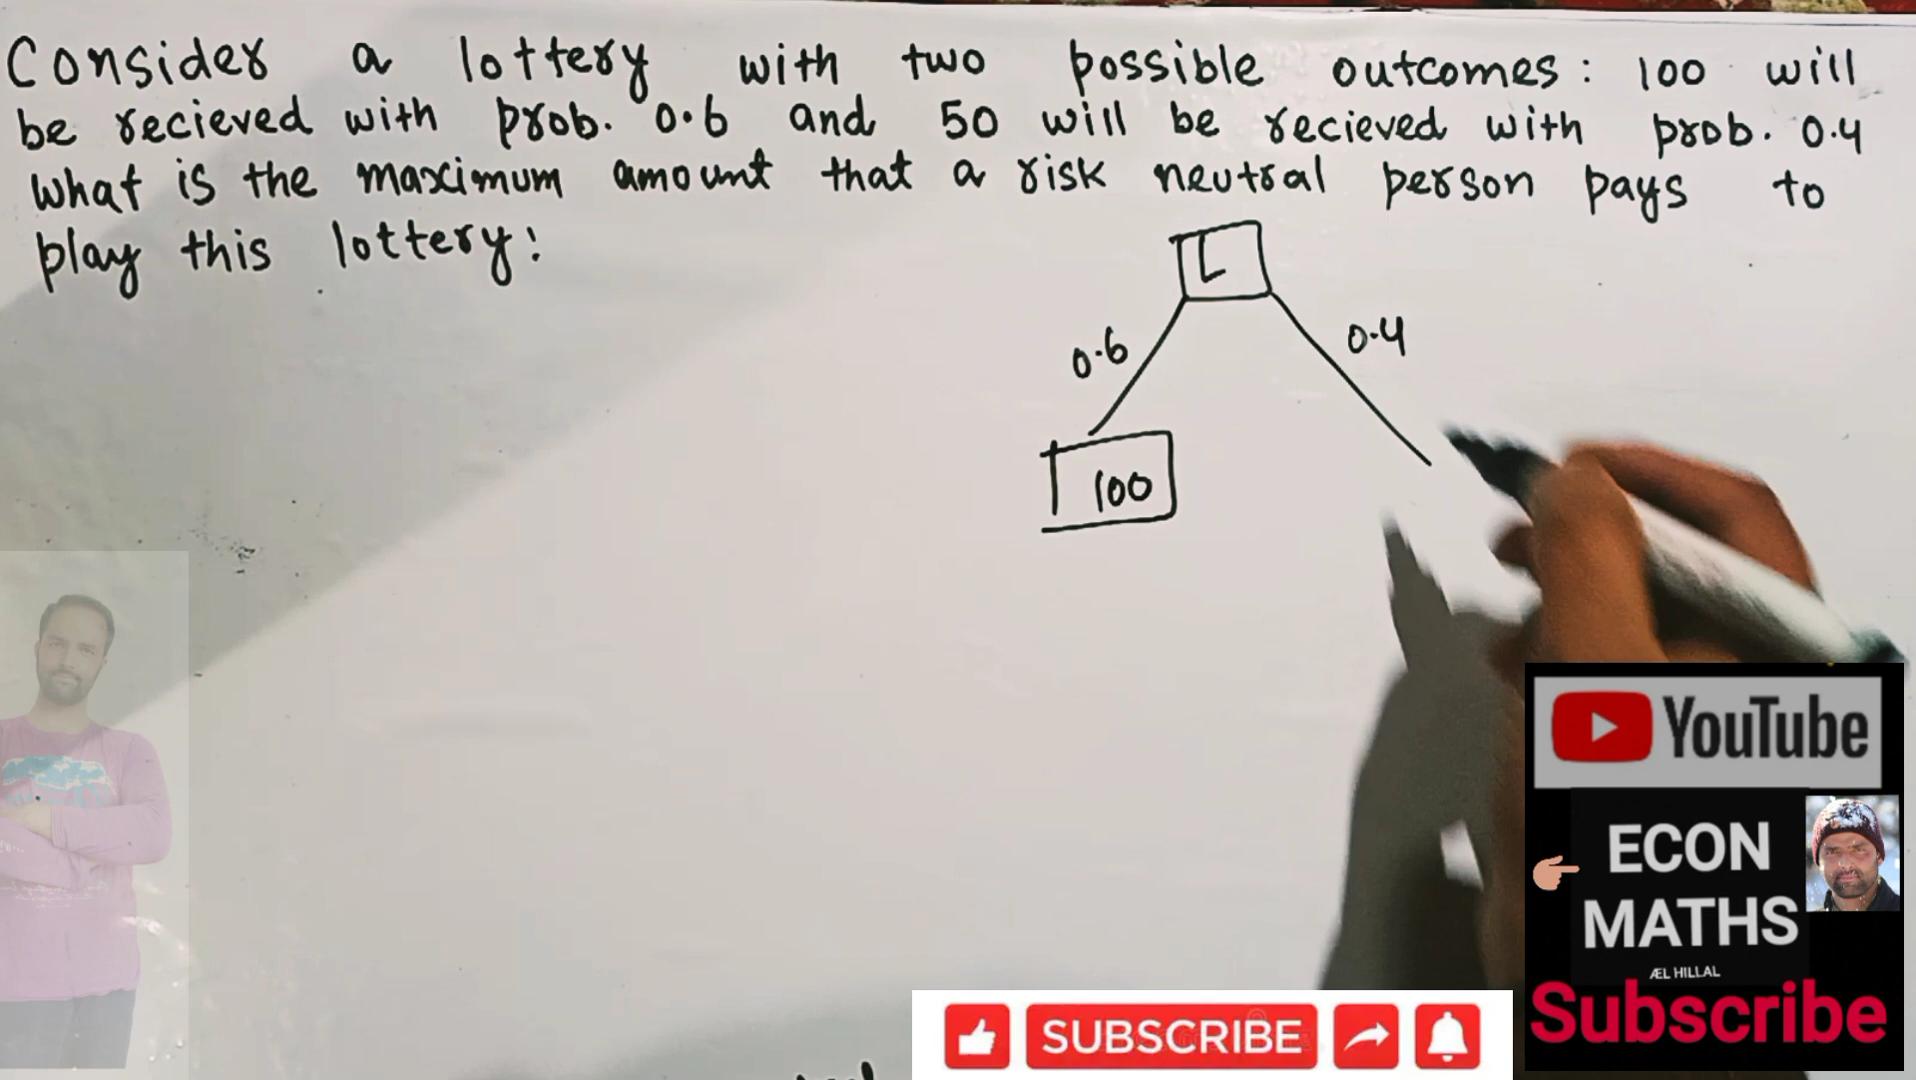 Consider a lottery with two possible outcomes: 100 will
be recieved with prob. 0.6 and 50 will be recieved with prob. 0.4
what is the maximum amount that a risk neutral person pays to
play this lottery:
L
0.6
0.4
100
YouTube
ECON
MATHS
ÆL HILLAL
Subscribe
SUBSCRIBE